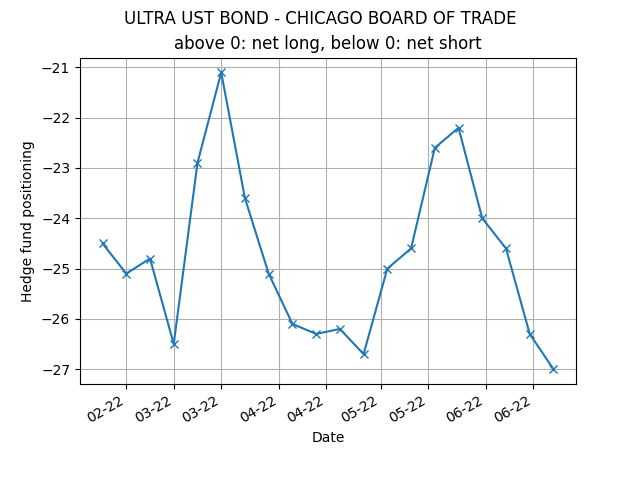 ULTRA UST BOND - CHICAGO BOARD OF TRADE
above 0: net long, below 0: net short
−21
−22
−23
−24
−25
−26
−27
Hedge fund positioning
02-22 03-22 03-22 04-22 04-22 05-22 05-22 06-22 06-22
Date